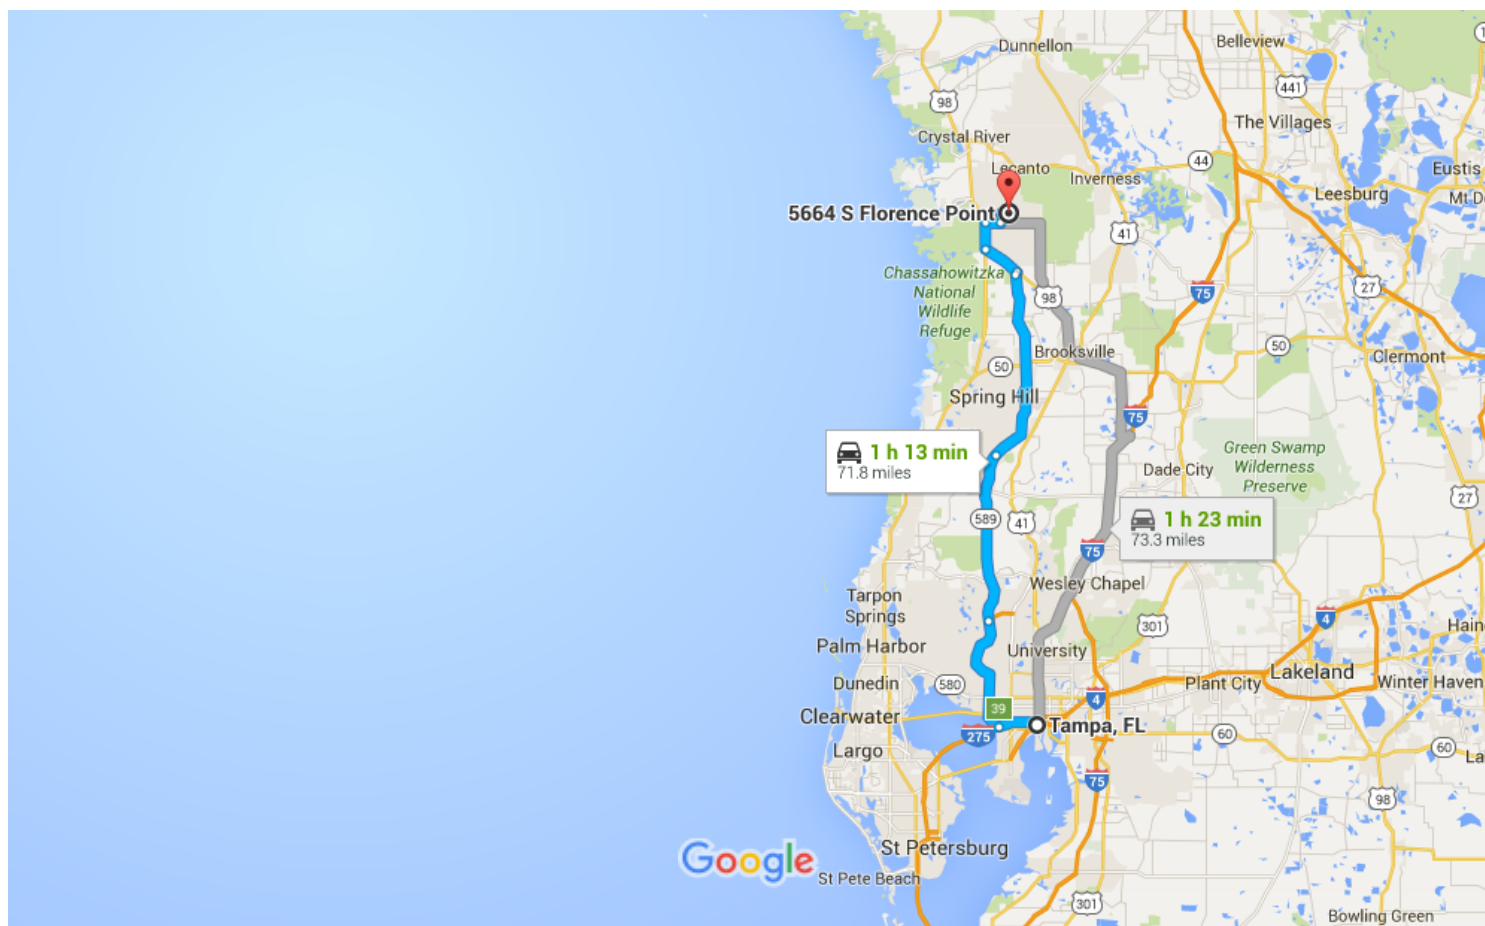 Dunnellon
Belleview
98
441
The Villages
Crystal River
Lecanto
44
Eustis
Inverness
Leesburg
Mt D
5664 S Florence Point
41
Chassahowitzka
National
Wildlife
Refuge
98
75
27
Brooksville
50
Clermont
50
Spring Hill
75
1 h 13 min
71.8 miles
Green Swamp
Wilderness
Preserve
Dade City
27
589
41
1 h 23 min
73.3 miles
75
Wesley Chapel
Tarpon
Springs
301
4
Hain
Palm Harbor
University
Lakeland
Dunedin
580
Plant City
Winter Haven
4
39
Clearwater
Tampa, FL
275
60
60
Largo
La
75
98
St Petersburg
Google
St Pete Beach
301
Bowling Green